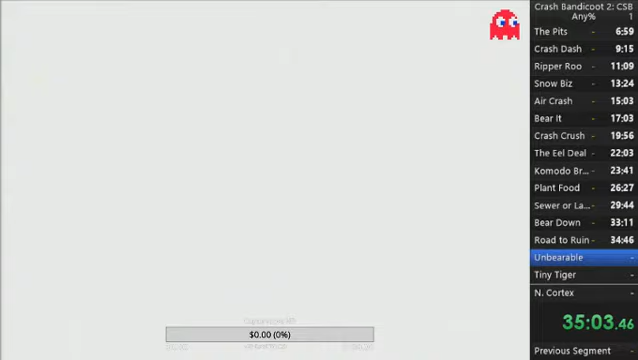 Crash Bandicoot 2: CSB
Any% 1
The Pits - 6:59
Crash Dash - 9:15
Ripper Roo - 11:09
Snow Biz - 13:24
Air Crash - 15:03
Bear It - 17:03
Crash Crush - 19:56
The Eel Deal - 22:03
Komodo Br... - 23:41
Plant Food - 26:27
Sewer or La... - 29:44
Bear Down - 33:11
Road to Ruin - 34:46
Unbearable -
Tiny Tiger -
N. Cortex -
35:03.46
$0.00 (0%)
Previous Segment -